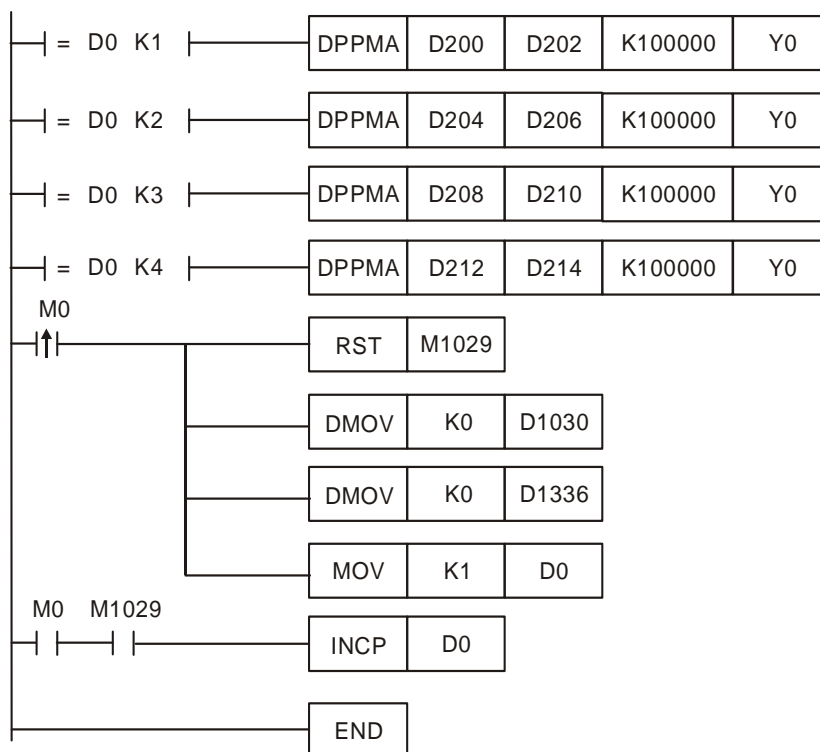 = D0 K1 DPPMA D200 D202 K100000 Y0
= D0 K2 DPPMA D204 D206 K100000 Y0
= D0 K3 DPPMA D208 D210 K100000 Y0
= D0 K4 DPPMA D212 D214 K100000 Y0
M0
RST M1029
DMOV K0 D1030
DMOV K0 D1336
MOV K1 D0
M0 M1029
INCP D0
END